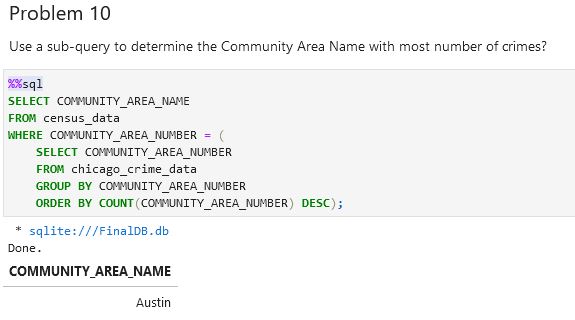 Problem 10
Use a sub-query to determine the Community Area Name with most number of crimes?
%%sql
SELECT COMMUNITY_AREA_NAME
FROM census_data
WHERE COMMUNITY_AREA_NUMBER = (
    SELECT COMMUNITY_AREA_NUMBER
    FROM chicago_crime_data
    GROUP BY COMMUNITY_AREA_NUMBER
    ORDER BY COUNT(COMMUNITY_AREA_NUMBER) DESC);
* sqlite:///FinalDB.db
Done.
COMMUNITY_AREA_NAME
Austin